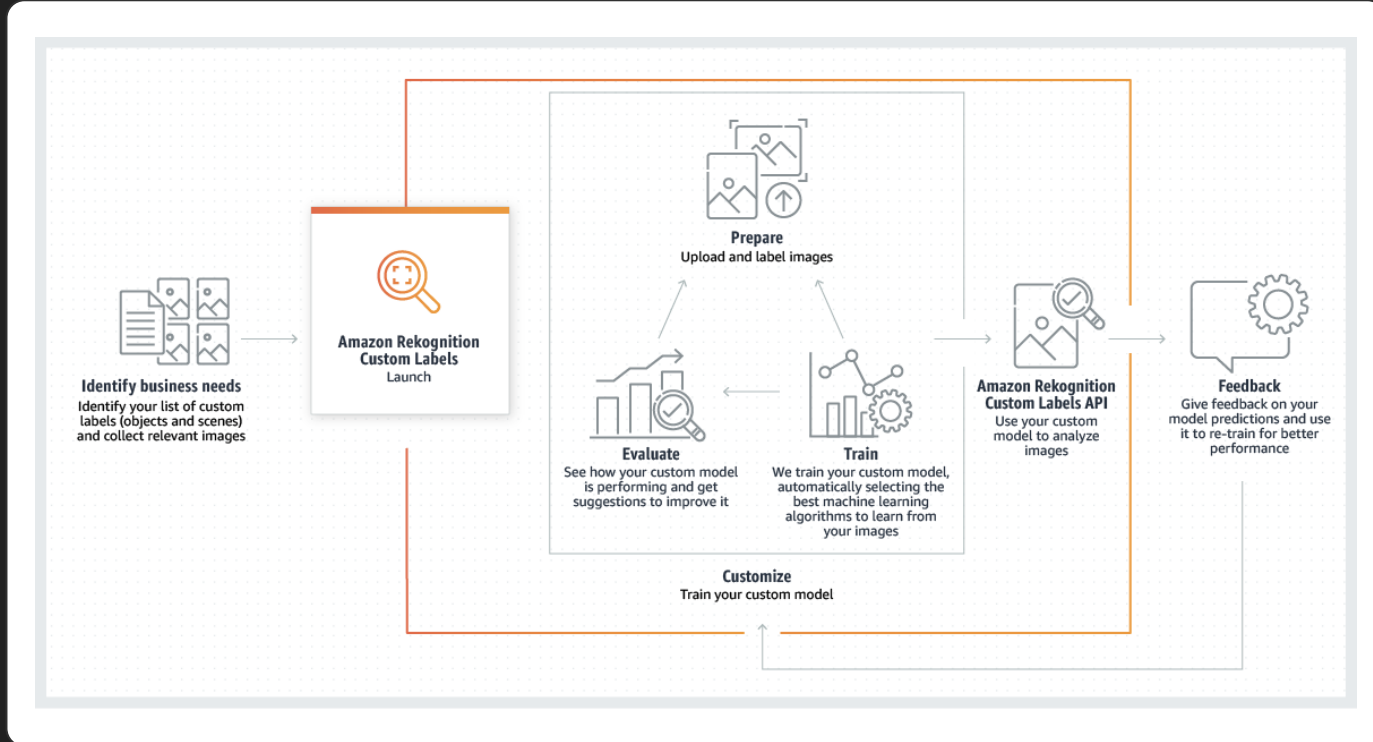 Identify business needs
Identify your list of custom
labels (objects and scenes)
and collect relevant images
Amazon Rekognition
Custom Labels
Launch
Prepare
Upload and label images
Evaluate
See how your custom model
is performing and get
suggestions to improve it
Train
We train your custom model,
automatically selecting the
best machine learning
algorithms to learn from
your images
Customize
Train your custom model
Amazon Rekognition
Custom Labels API
Use your custom
model to analyze
images
Feedback
Give feedback on your
model predictions and use
it to re-train for better
performance